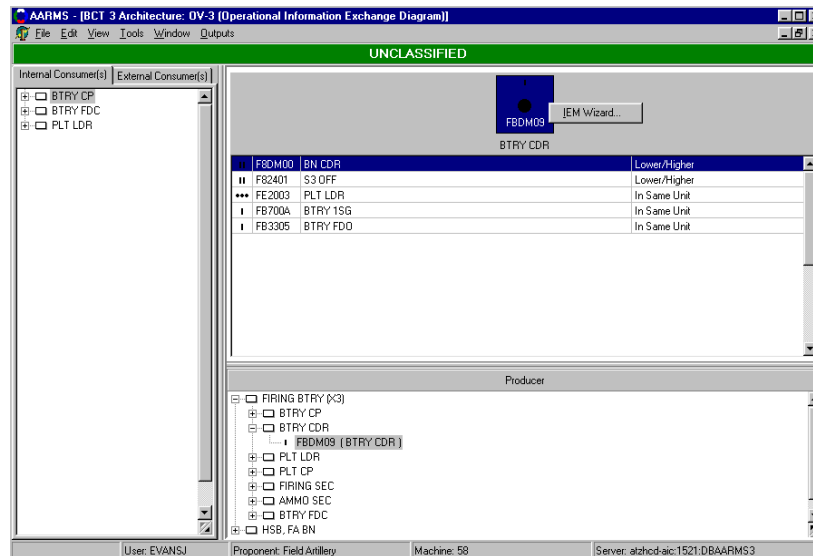 AARMS - [BCT 3 Architecture: OV-3 (Operational Information Exchange Diagram)]
File Edit View Tools Window Outputs
UNCLASSIFIED
Internal Consumer(s) External Consumer(s)
BTRY CP
BTRY FDC
PLT LDR
FBDM09
IEM Wizard...
BTRY CDR
F8DM00 BN CDR Lower/Higher
F82401 S3 OFF Lower/Higher
FE2003 PLT LDR In Same Unit
FB700A BTRY 1SG In Same Unit
FB3305 BTRY FDO In Same Unit
Producer
FIRING BTRY (X3)
BTRY CP
BTRY CDR
FBDM09 ( BTRY CDR )
PLT LDR
PLT CP
FIRING SEC
AMMO SEC
BTRY FDC
HSB, FA BN
User: EVANSJ Proponent: Field Artillery Machine: 58 Server: atzhcd-aic:1521:DBAARMS3